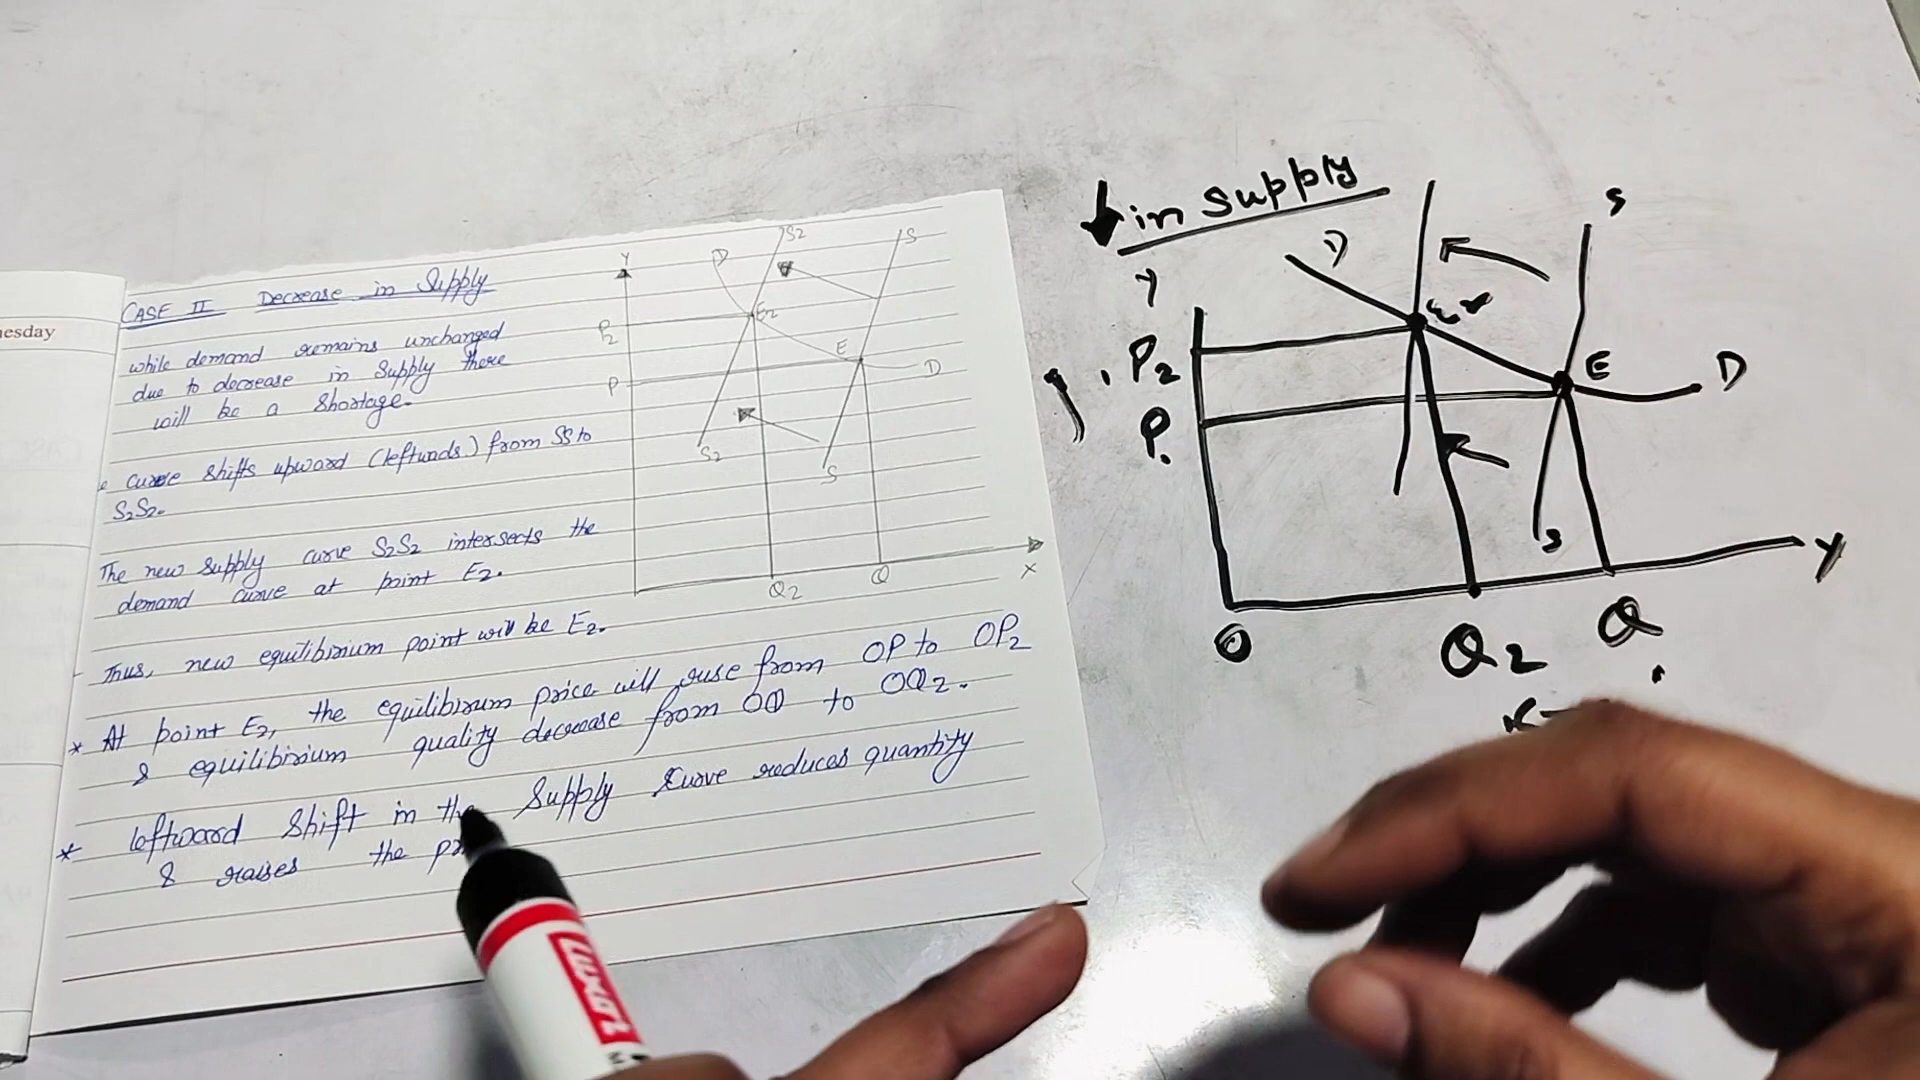 nesday
CASE II Decrease in Supply
while demand remains unchanged
due to decrease in Supply there
will be a Shortage.
curve shifts upward (leftwards) from SS to
S2S2.
The new supply curve S2S2 intersects the
demand curve at point E2.
Thus, new equilibrium point will be E2.
* At point E2, the equilibrium price will rise from OP to OP2
& equilibrium quality decrease from OQ to OQ2.
* leftward Shift in the Supply curve reduces quantity
& raises the
Y
D
S2
S
P2
E2
E
P
D
S2
S
Q2
Q
X
↓ in Supply
Y
D
S
P2
E
D
P
S
Y
O
Q2
Q
LUXOR